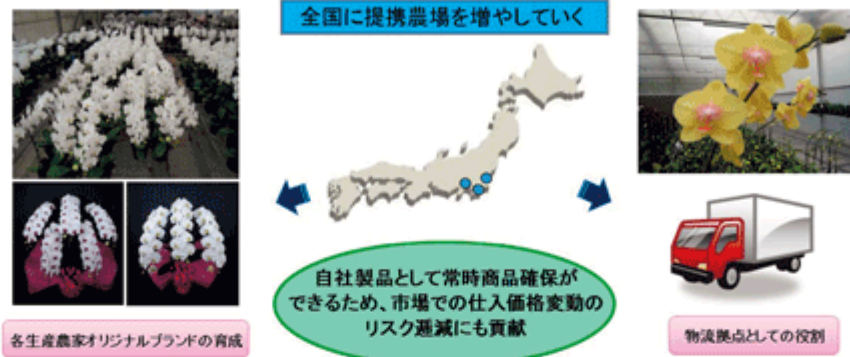 全国に提携農場を増やしていく
自社製品として常時商品確保が
できるため、市場での仕入価格変動の
リスク逓減にも貢献
各生産農家オリジナルブランドの育成
物流拠点としての役割